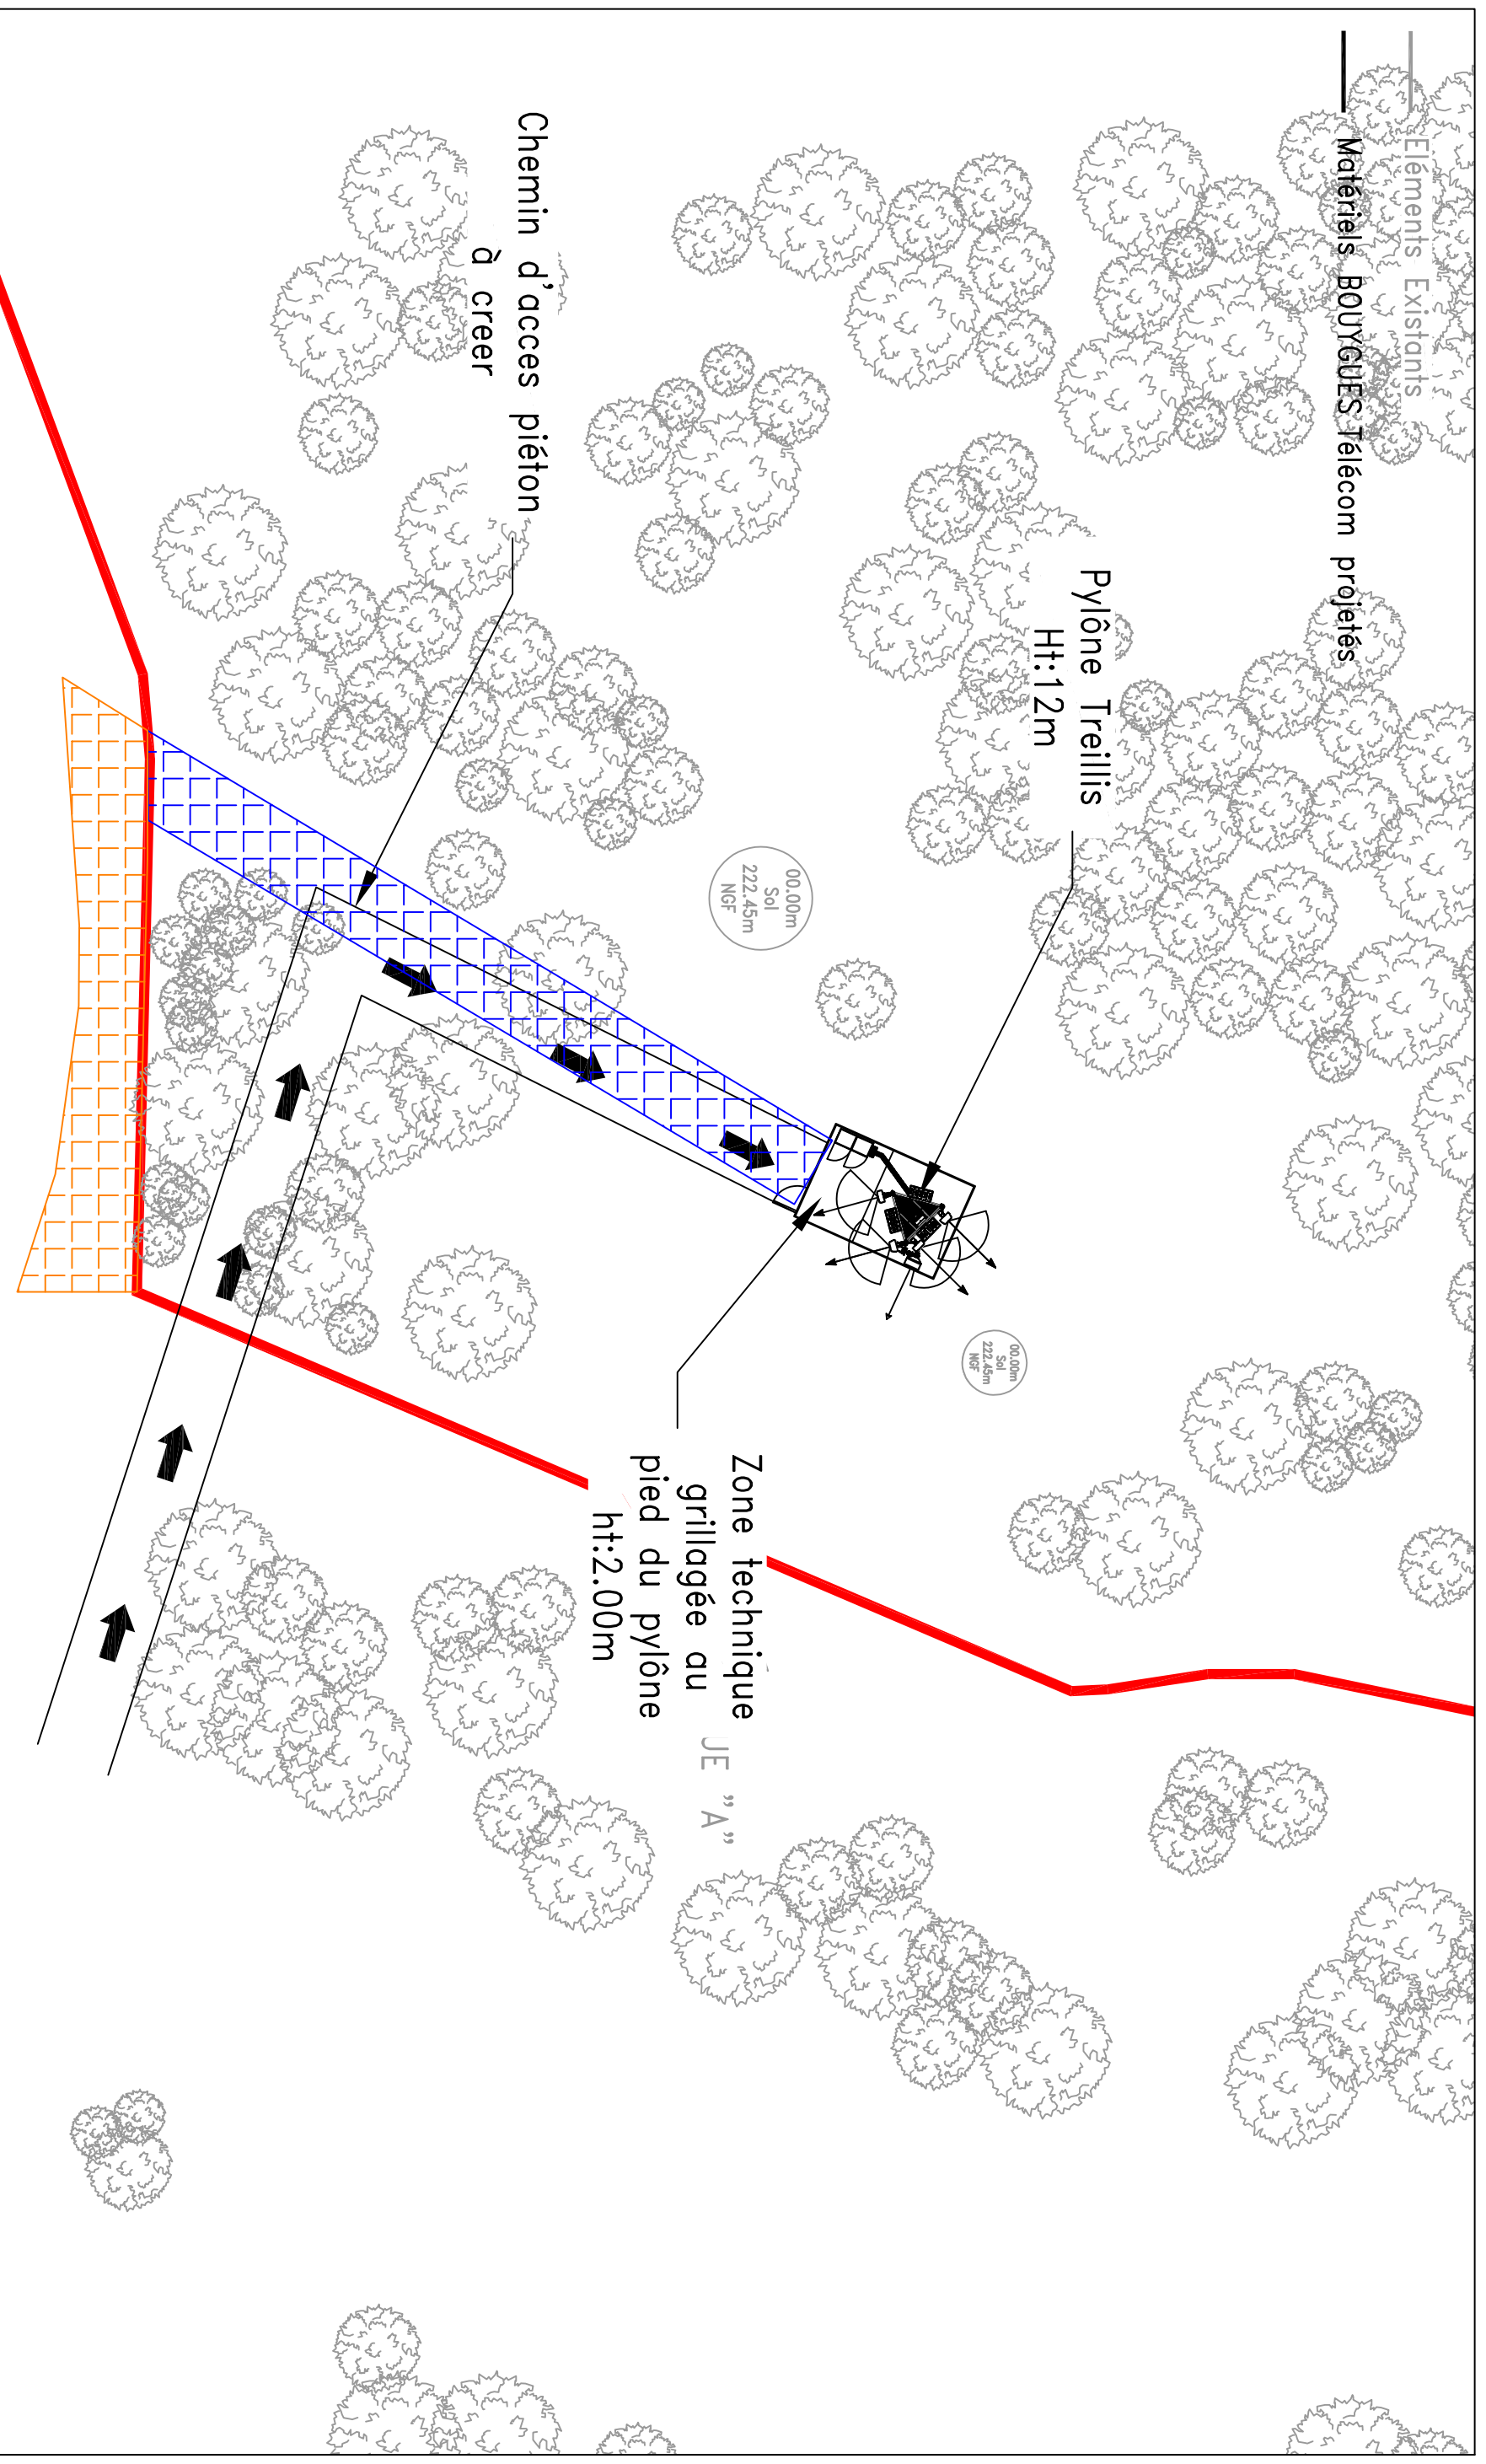 Eléments Existants
Matériels BOUYGUES Télécom projetés
Pylône Treillis
Ht:12m
Chemin d'acces piéton
à creer
00.00m
Sol
222.45m
NGF
00.00m
Sol
222.45m
NGF
Zone technique
grillagée au
pied du pylône
ht:2.00m
UE "A"